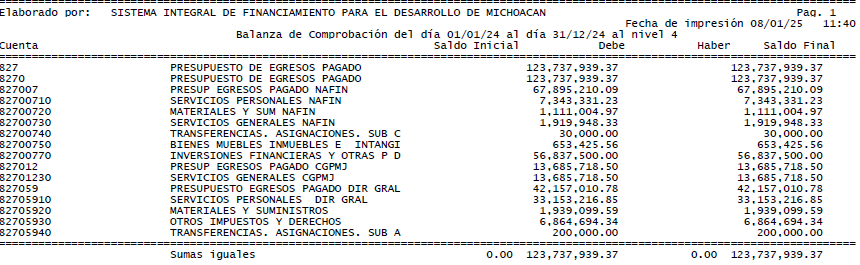 Elaborado por: SISTEMA INTEGRAL DE FINANCIAMIENTO PARA EL DESARROLLO DE MICHOACAN Pag. 1
Fecha de impresión 08/01/25 11:40
Balanza de Comprobación del día 01/01/24 al día 31/12/24 al nivel 4
Cuenta Saldo Inicial Debe Haber Saldo Final
827 PRESUPUESTO DE EGRESOS PAGADO 123,737,939.37 123,737,939.37
8270 PRESUPUESTO DE EGRESOS PAGADO 123,737,939.37 123,737,939.37
827007 PRESUP EGRESOS PAGADO NAFIN 67,895,210.09 67,895,210.09
82700710 SERVICIOS PERSONALES NAFIN 7,343,331.23 7,343,331.23
82700720 MATERIALES Y SUM NAFIN 1,111,004.97 1,111,004.97
82700730 SERVICIOS GENERALES NAFIN 1,919,948.33 1,919,948.33
82700740 TRANSFERENCIAS. ASIGNACIONES. SUB C 30,000.00 30,000.00
82700750 BIENES MUEBLES INMUEBLES E INTANGI 653,425.56 653,425.56
82700770 INVERSIONES FINANCIERAS Y OTRAS P D 56,837,500.00 56,837,500.00
827012 PRESUP EGRESOS PAGADO CGPMJ 13,685,718.50 13,685,718.50
82701230 SERVICIOS GENERALES CGPMJ 13,685,718.50 13,685,718.50
827059 PRESUPUESTO EGRESOS PAGADO DIR GRAL 42,157,010.78 42,157,010.78
82705910 SERVICIOS PERSONALES DIR GRAL 33,153,216.85 33,153,216.85
82705920 MATERIALES Y SUMINISTROS 1,939,099.59 1,939,099.59
82705930 OTROS IMPUESTOS Y DERECHOS 6,864,694.34 6,864,694.34
82705940 TRANSFERENCIAS. ASIGNACIONES. SUB A 200,000.00 200,000.00
Sumas iguales 0.00 123,737,939.37 0.00 123,737,939.37